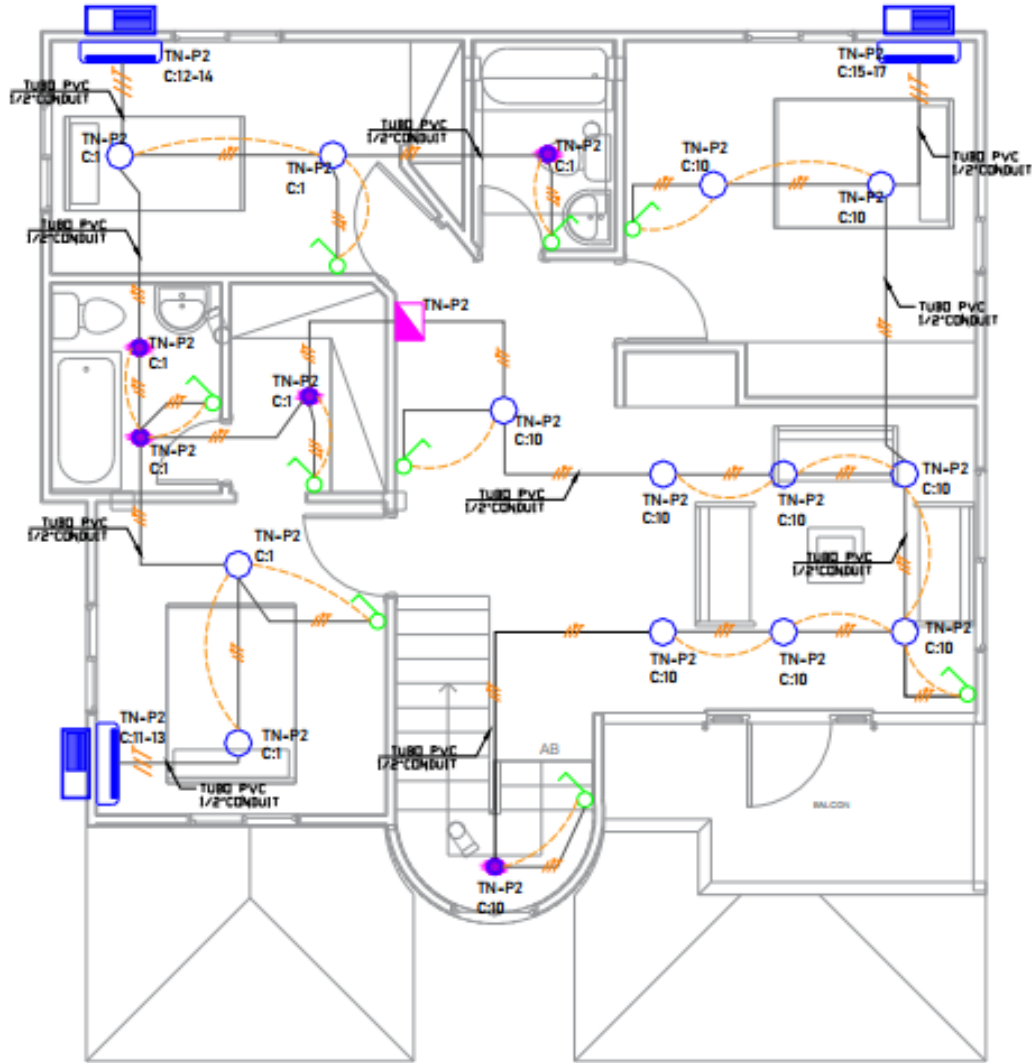 TN-P2
C:12-14
TN-P2
C:15-17
TUBO PVC
1/2"CONDUIT
TN-P2
C:1
TN-P2
C:1
TUBO PVC
1/2"CONDUIT
TN-P2
C:1
TN-P2
C:10
TN-P2
C:10
TUBO PVC
1/2"CONDUIT
TUBO PVC
1/2"CONDUIT
TUBO PVC
1/2"CONDUIT
TN-P2
TN-P2
C:1
TN-P2
C:1
TN-P2
C:1
TN-P2
C:10
TN-P2
C:10
TN-P2
C:10
TN-P2
C:10
TUBO PVC
1/2"CONDUIT
TUBO PVC
1/2"CONDUIT
TUBO PVC
1/2"CONDUIT
TN-P2
C:1
TN-P2
C:10
TN-P2
C:10
TN-P2
C:10
TN-P2
C:11-13
TN-P2
C:1
TUBO PVC
1/2"CONDUIT
TUBO PVC
1/2"CONDUIT
AB
BALCON
TN-P2
C:10